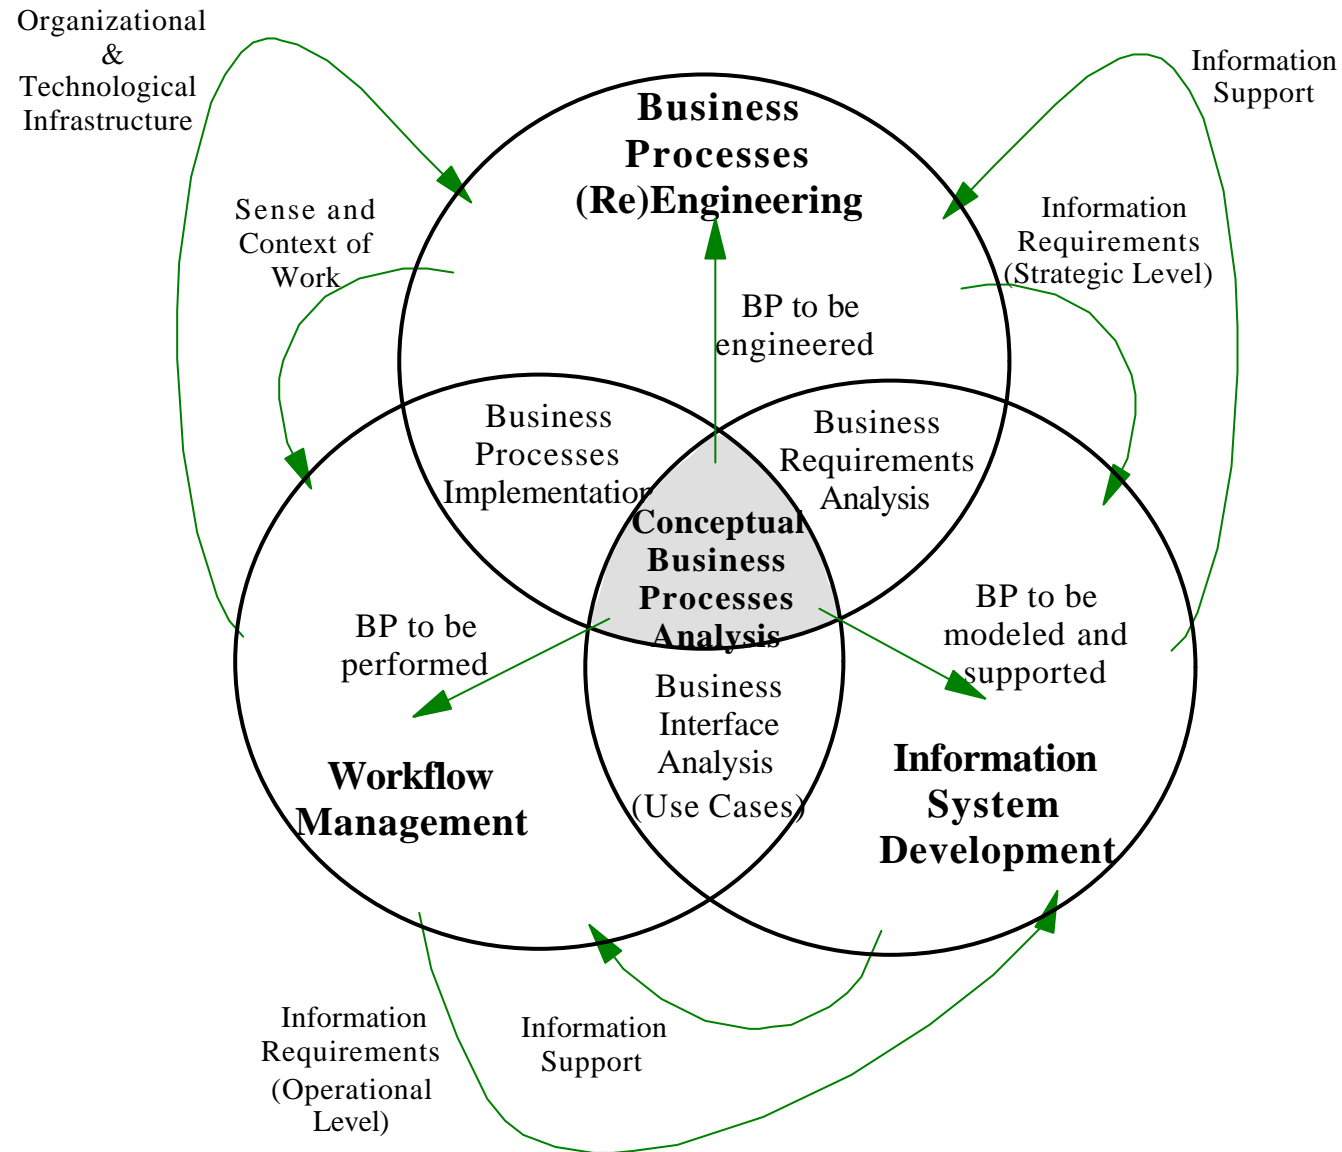 Organizational
&
Technological
Infrastructure
Information
Support
Business
Processes
(Re)Engineering
Sense and
Context of
Work
Information
Requirements
(Strategic Level)
BP to be
engineered
Business
Processes
Implementation
Business
Requirements
Analysis
Conceptual
Business
Processes
Analysis
BP to be
performed
BP to be
modeled and
supported
Business
Interface
Analysis
(Use Cases)
Workflow
Management
Information
System
Development
Information
Requirements
(Operational
Level)
Information
Support